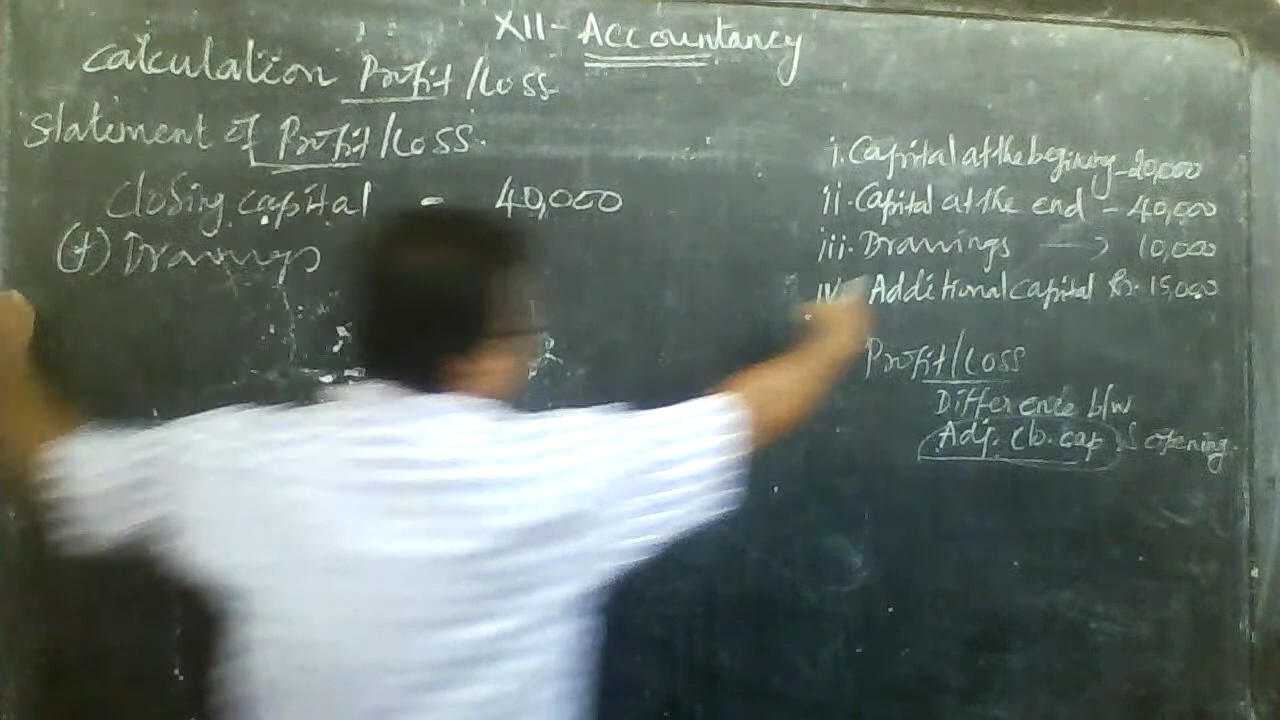 XII - Accountancy
Calculation Profit/Loss
Statement of Profit/Loss.
Closing capital - 40,000
(+) Drawings
i. Capital at the begining - 20,000
ii. Capital at the end - 40,000
iii. Drawings → 10,000
iv. Additional capital Rs. 15,000
Profit/Loss
Difference b/w
Adj. Clo. cap & opening.